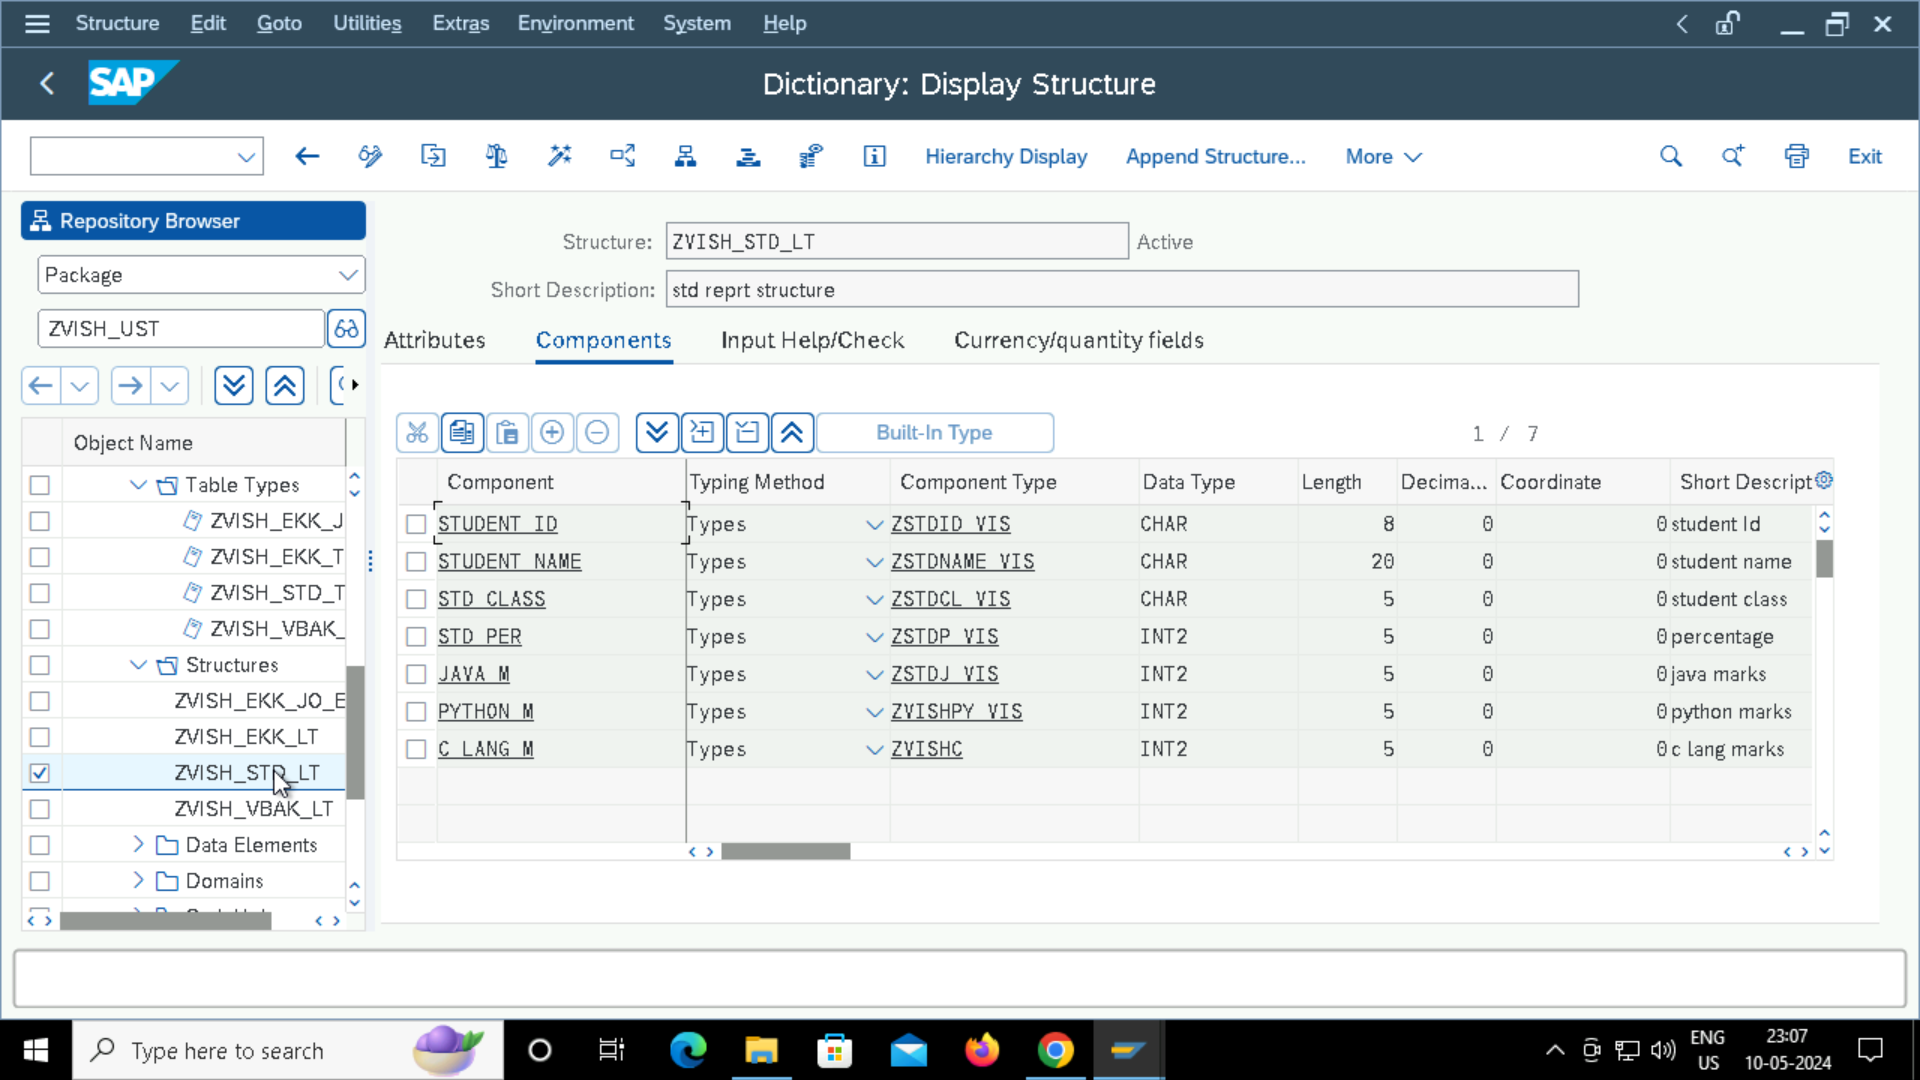 Structure Edit Goto Utilities Extras Environment System Help
SAP Dictionary: Display Structure
Hierarchy Display Append Structure... More Exit
Repository Browser
Package
ZVISH_UST
Object Name
Table Types
ZVISH_EKK_J
ZVISH_EKK_T
ZVISH_STD_T
ZVISH_VBAK_
Structures
ZVISH_EKK_JO_E
ZVISH_EKK_LT
ZVISH_STD_LT
ZVISH_VBAK_LT
Data Elements
Domains
Structure: ZVISH_STD_LT Active
Short Description: std reprt structure
Attributes Components Input Help/Check Currency/quantity fields
Built-In Type 1 / 7
Component Typing Method Component Type Data Type Length Decima... Coordinate Short Descript
STUDENT_ID Types ZSTDID_VIS CHAR 8 0 0 student Id
STUDENT_NAME Types ZSTDNAME_VIS CHAR 20 0 0 student name
STD_CLASS Types ZSTDCL_VIS CHAR 5 0 0 student class
STD_PER Types ZSTDP_VIS INT2 5 0 0 percentage
JAVA_M Types ZSTDJ_VIS INT2 5 0 0 java marks
PYTHON_M Types ZVISHPY_VIS INT2 5 0 0 python marks
C_LANG_M Types ZVISHC INT2 5 0 0 c lang marks
Type here to search
ENG 23:07
US 10-05-2024